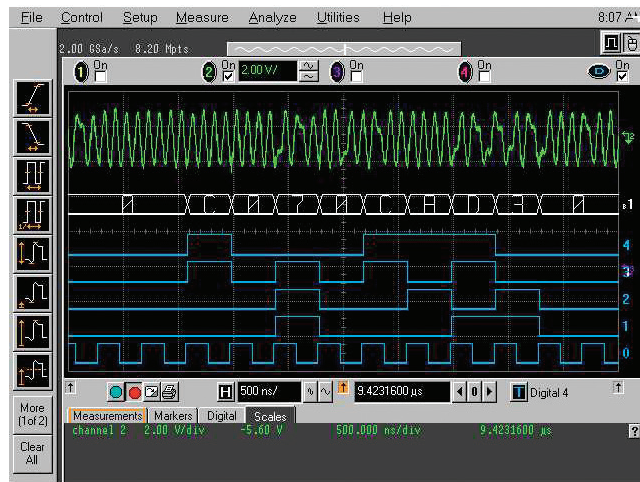 File Control Setup Measure Analyze Utilities Help 8:07 A
2.00 GSa/s 8.20 Mpts
1 On 2 On 2.00 V/ 3 On 4 On D On
0 C 0 7 0 C A D 3 0 B1
4
3
2
1
0
H 500 ns/ 9.4231600 µs 0 T Digital 4
More
(1of 2)
Clear
All
Measurements Markers Digital Scales
channel 2 2.00 V/div -5.60 V 500.000 ns/div 9.4231600 µs ?